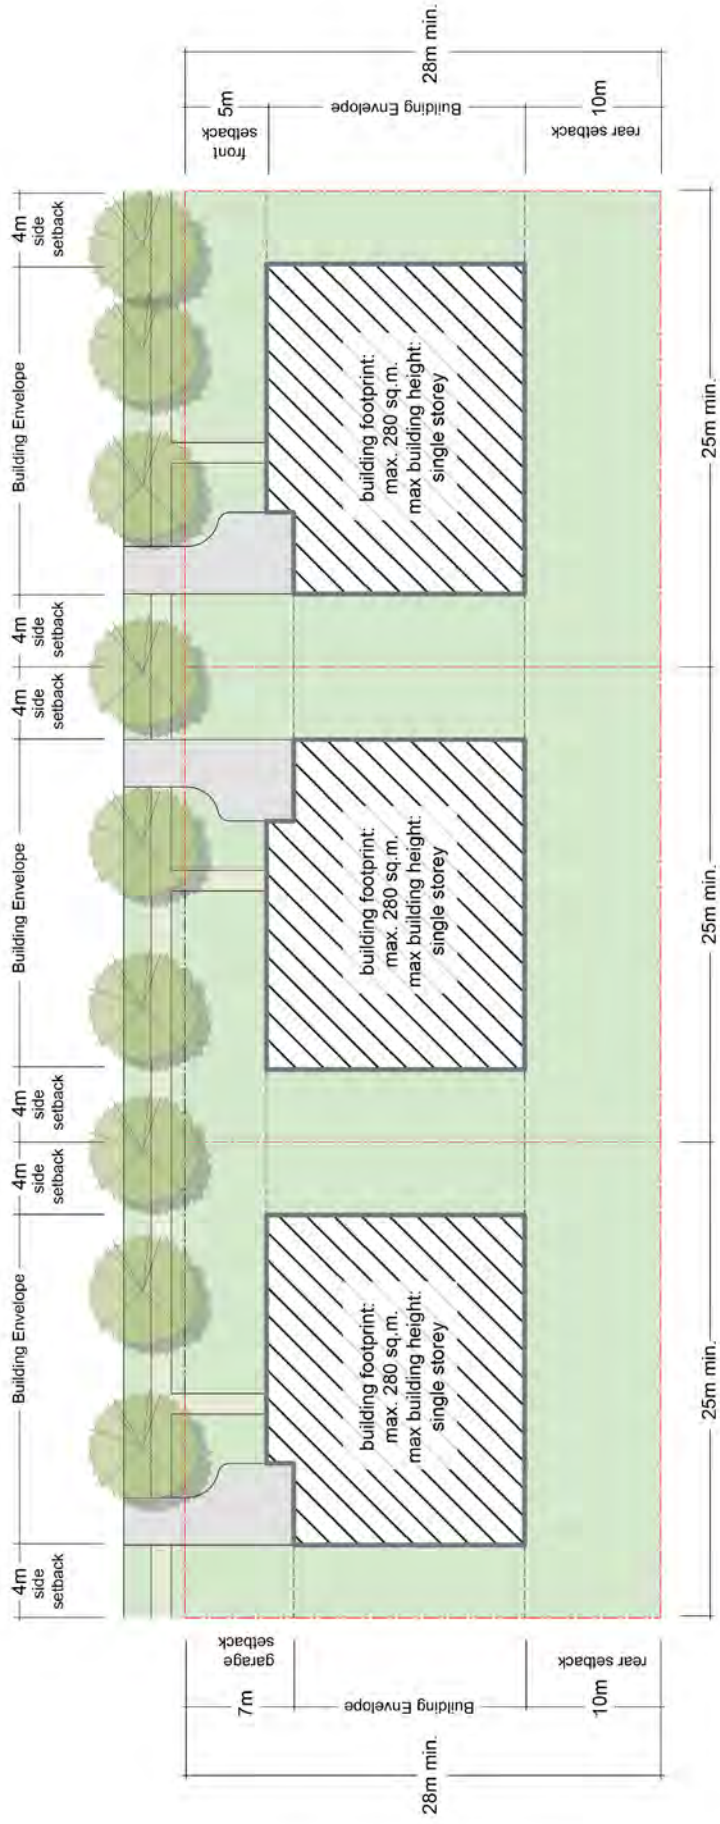 4m
side
setback
Building Envelope
4m
side
setback
4m
side
setback
Building Envelope
4m
side
setback
4m
side
setback
Building Envelope
4m
side
setback
28m min.
7m
garage
setback
Building Envelope
10m
rear setback
building footprint:
max. 280 sq.m.
max building height:
single storey
building footprint:
max. 280 sq.m.
max building height:
single storey
building footprint:
max. 280 sq.m.
max building height:
single storey
5m
front
setback
Building Envelope
10m
rear setback
28m min.
25m min.
25m min.
25m min.